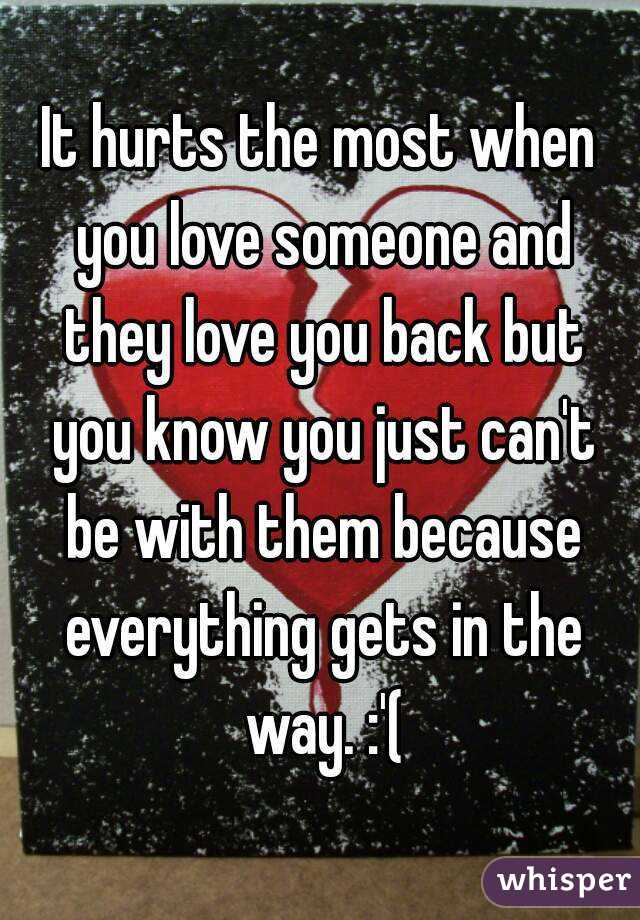 It hurts the most when
you love someone and
they love you back but
you know you just can't
be with them because
everything gets in the
way. :'(
whisper